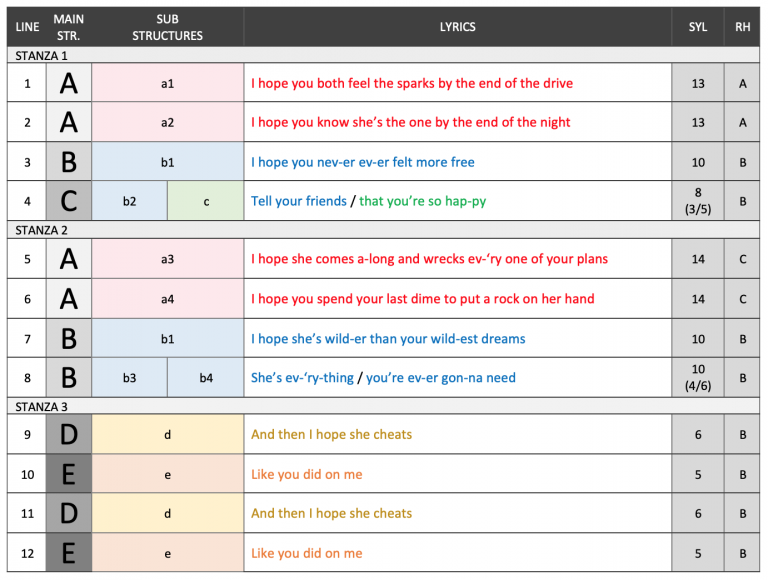 LINE MAIN STR. SUB STRUCTURES LYRICS SYL RH
STANZA 1
1 A a1 I hope you both feel the sparks by the end of the drive 13 A
2 A a2 I hope you know she’s the one by the end of the night 13 A
3 B b1 I hope you nev-er ev-er felt more free 10 B
4 C b2 c Tell your friends / that you’re so hap-py 8 (3/5) B
STANZA 2
5 A a3 I hope she comes a-long and wrecks ev-‘ry one of your plans 14 C
6 A a4 I hope you spend your last dime to put a rock on her hand 14 C
7 B b1 I hope she’s wild-er than your wild-est dreams 10 B
8 B b3 b4 She’s ev-‘ry-thing / you’re ev-er gon-na need 10 (4/6) B
STANZA 3
9 D d And then I hope she cheats 6 B
10 E e Like you did on me 5 B
11 D d And then I hope she cheats 6 B
12 E e Like you did on me 5 B